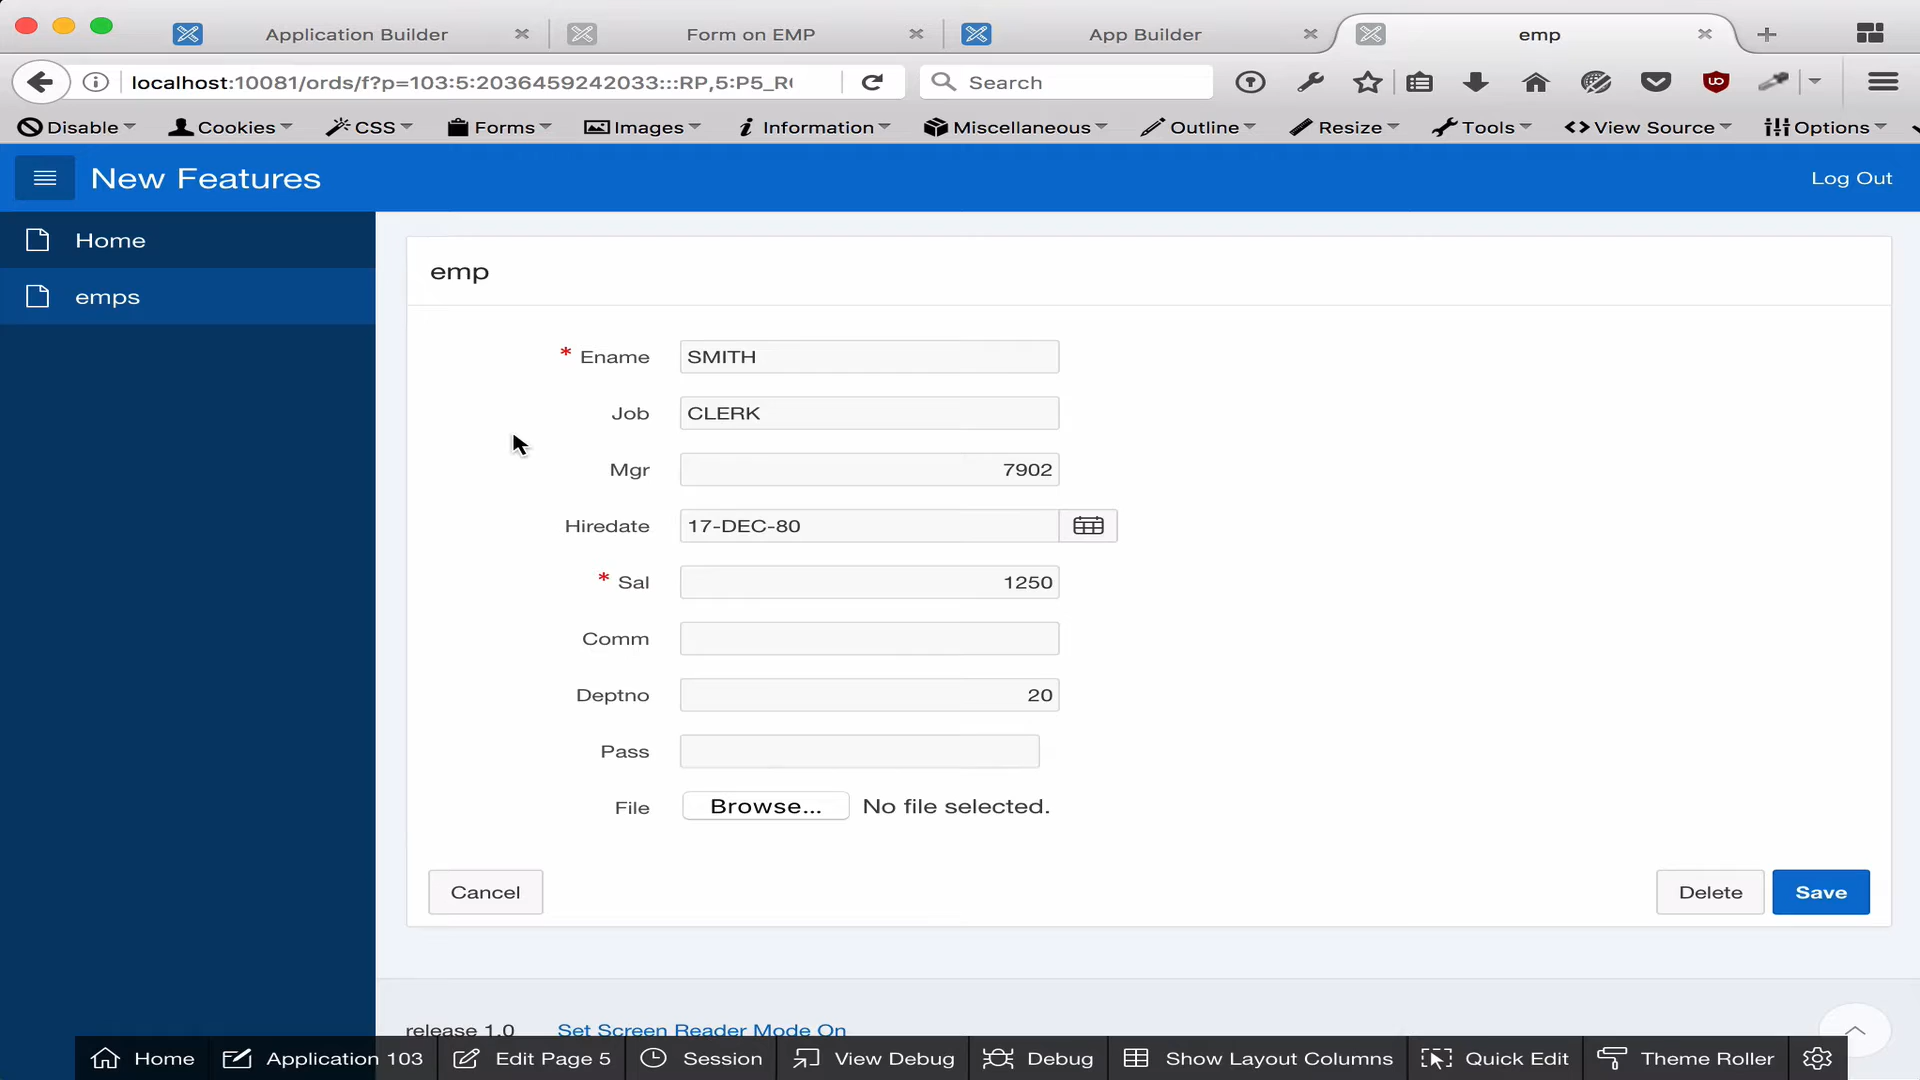 Application Builder
Form on EMP
App Builder
emp
localhost:10081/ords/f?p=103:5:2036459242033:::RP,5:P5_R
Search
Disable
Cookies
CSS
Forms
Images
Information
Miscellaneous
Outline
Resize
Tools
View Source
Options
New Features
Log Out
Home
emps
emp
* Ename SMITH
Job CLERK
Mgr 7902
Hiredate 17-DEC-80
* Sal 1250
Comm
Deptno 20
Pass
File Browse... No file selected.
Cancel
Delete
Save
release 1.0
Set Screen Reader Mode On
Home
Application 103
Edit Page 5
Session
View Debug
Debug
Show Layout Columns
Quick Edit
Theme Roller